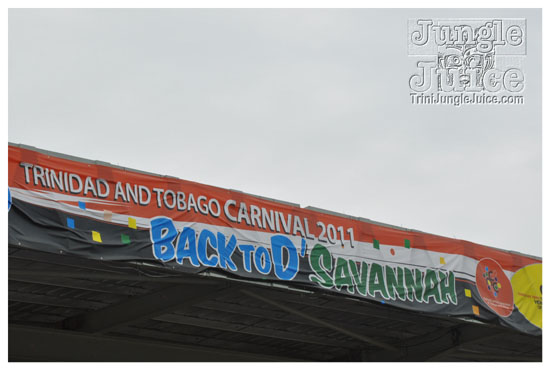 Jungle
Juice
TriniJungleJuice.com
TRINIDAD AND TOBAGO CARNIVAL 2011
BACK TO D' SAVANNAH